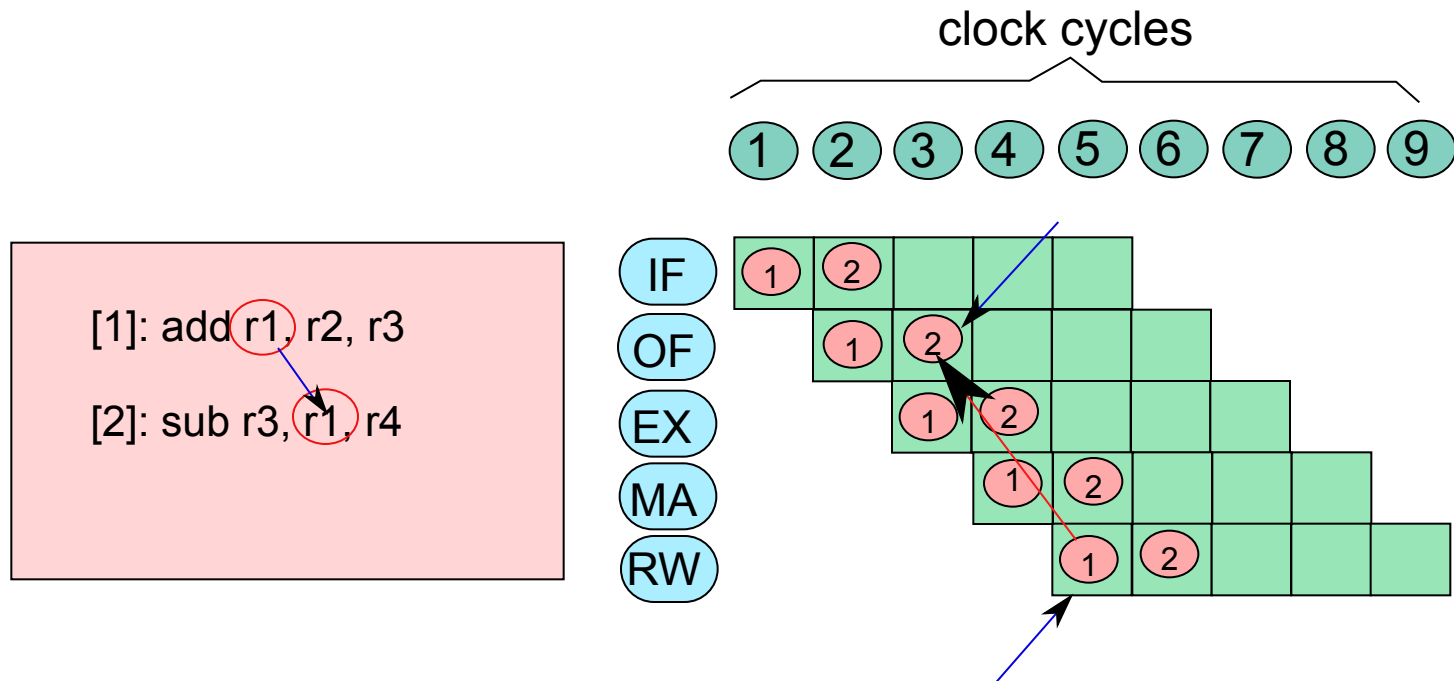 clock cycles
1 2 3 4 5 6 7 8 9
[1]: add r1, r2, r3
[2]: sub r3, r1, r4
IF 1 2
OF 1 2
EX 1 2
MA 1 2
RW 1 2